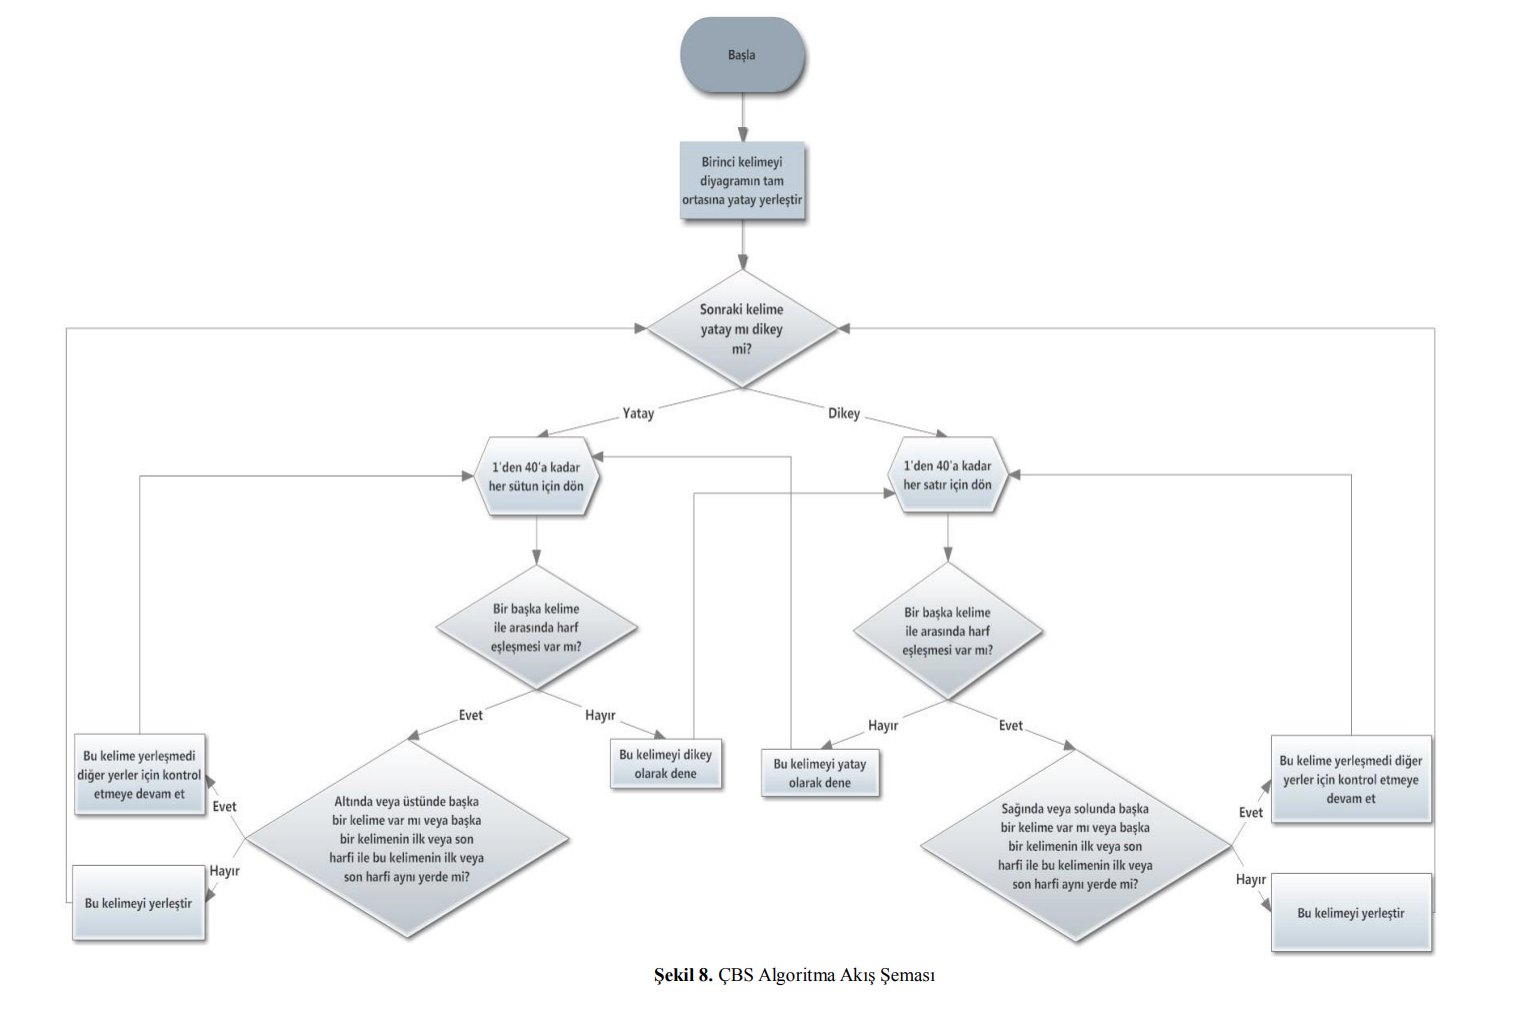 Başla
Birinci kelimeyi
diyagramın tam
ortasına yatay yerleştir
Sonraki kelime
yatay mı dikey
mi?
Yatay
Dikey
1'den 40'a kadar
her sütun için dön
1'den 40'a kadar
her satır için dön
Bir başka kelime
ile arasında harf
eşleşmesi var mı?
Bir başka kelime
ile arasında harf
eşleşmesi var mı?
Evet
Hayır
Hayır
Evet
Bu kelime yerleşmedi
diğer yerler için kontrol
etmeye devam et
Bu kelimeyi dikey
olarak dene
Bu kelimeyi yatay
olarak dene
Bu kelime yerleşmedi diğer
yerler için kontrol etmeye
devam et
Evet
Altında veya üstünde başka
bir kelime var mı veya başka
bir kelimenin ilk veya son
harfi ile bu kelimenin ilk veya
son harfi aynı yerde mi?
Sağında veya solunda başka
bir kelime var mı veya başka
bir kelimenin ilk veya son
harfi ile bu kelimenin ilk veya
son harfi aynı yerde mi?
Evet
Hayır
Hayır
Bu kelimeyi yerleştir
Bu kelimeyi yerleştir
Şekil 8. ÇBS Algoritma Akış Şeması